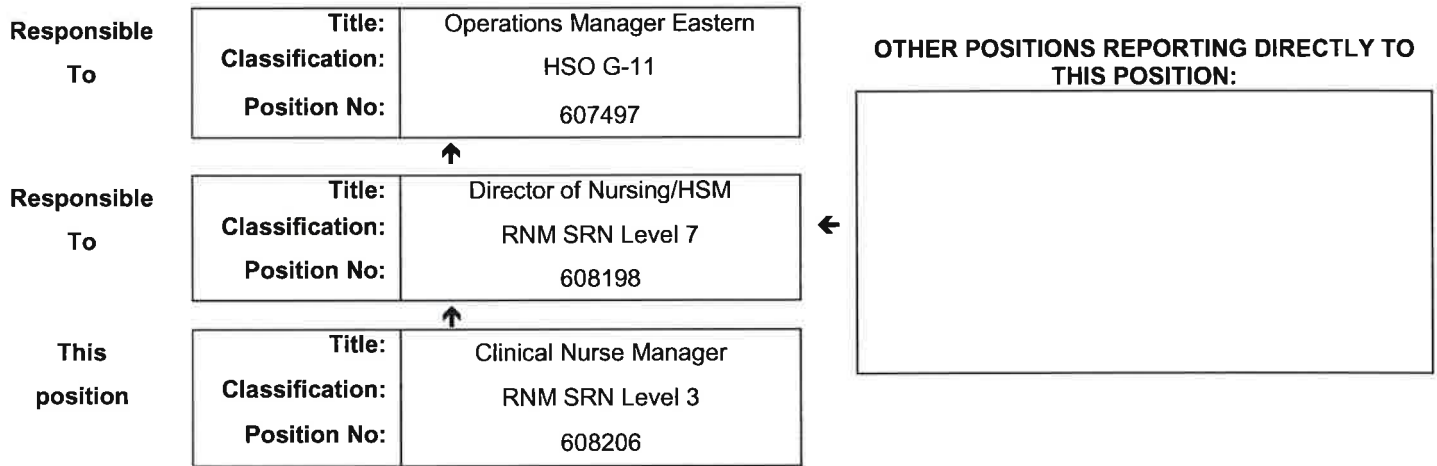 Responsible
To
Title: Operations Manager Eastern
Classification: HSO G-11
Position No: 607497
OTHER POSITIONS REPORTING DIRECTLY TO
THIS POSITION:
Responsible
To
Title: Director of Nursing/HSM
Classification: RNM SRN Level 7
Position No: 608198
This
position
Title: Clinical Nurse Manager
Classification: RNM SRN Level 3
Position No: 608206